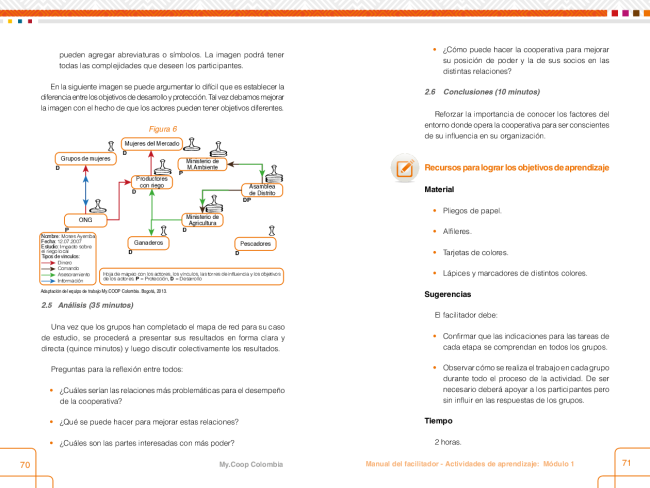 pueden agregar abreviaturas o símbolos. La imagen podrá tener
todas las complejidades que deseen los participantes.
En la siguiente imagen se puede argumentar lo difícil que es establecer la
diferencia entre los objetivos de desarrollo y protección. Tal vez debamos mejorar
la imagen con el hecho de que los actores pueden tener objetivos diferentes.
Figura 6
Mujeres del Mercado
D
Grupos de mujeres
D
Ministerio de
M.Ambiente
P
Productores
con riego
D
Asamblea
de Distrito
DP
ONG
P
Ministerio de
Agricultura
D
Ganaderos
D
Pescadores
D
Nombre: Moses Ayembal
Fecha: 12.07.2007
Estudio: Impacto sobre
el riego local
Tipos de vínculos:
Dinero
Comando
Asesoramiento
Información
Hoja de mapeo con los actores, los vínculos, las torres de influencia y los objetivos
de los actores: P = Protección, D = Desarrollo
Adaptación del equipo de trabajo My.COOP Colombia. Bogotá, 2013.
2.5 Análisis (35 minutos)
Una vez que los grupos han completado el mapa de red para su caso
de estudio, se procederá a presentar sus resultados en forma clara y
directa (quince minutos) y luego discutir colectivamente los resultados.
Preguntas para la reflexión entre todos:
• ¿Cuáles serían las relaciones más problemáticas para el desempeño
de la cooperativa?
• ¿Qué se puede hacer para mejorar estas relaciones?
• ¿Cuáles son las partes interesadas con más poder?
70
My.Coop Colombia
• ¿Cómo puede hacer la cooperativa para mejorar
su posición de poder y la de sus socios en las
distintas relaciones?
2.6 Conclusiones (10 minutos)
Reforzar la importancia de conocer los factores del
entorno donde opera la cooperativa para ser conscientes
de su influencia en su organización.
Recursos para lograr los objetivos de aprendizaje
Material
• Pliegos de papel.
• Alfileres.
• Tarjetas de colores.
• Lápices y marcadores de distintos colores.
Sugerencias
El facilitador debe:
• Confirmar que las indicaciones para las tareas de
cada etapa se comprendan en todos los grupos.
• Observar cómo se realiza el trabajo en cada grupo
durante todo el proceso de la actividad. De ser
necesario deberá apoyar a los participantes pero
sin influir en las respuestas de los grupos.
Tiempo
2 horas.
Manual del facilitador - Actividades de aprendizaje: Módulo 1
71